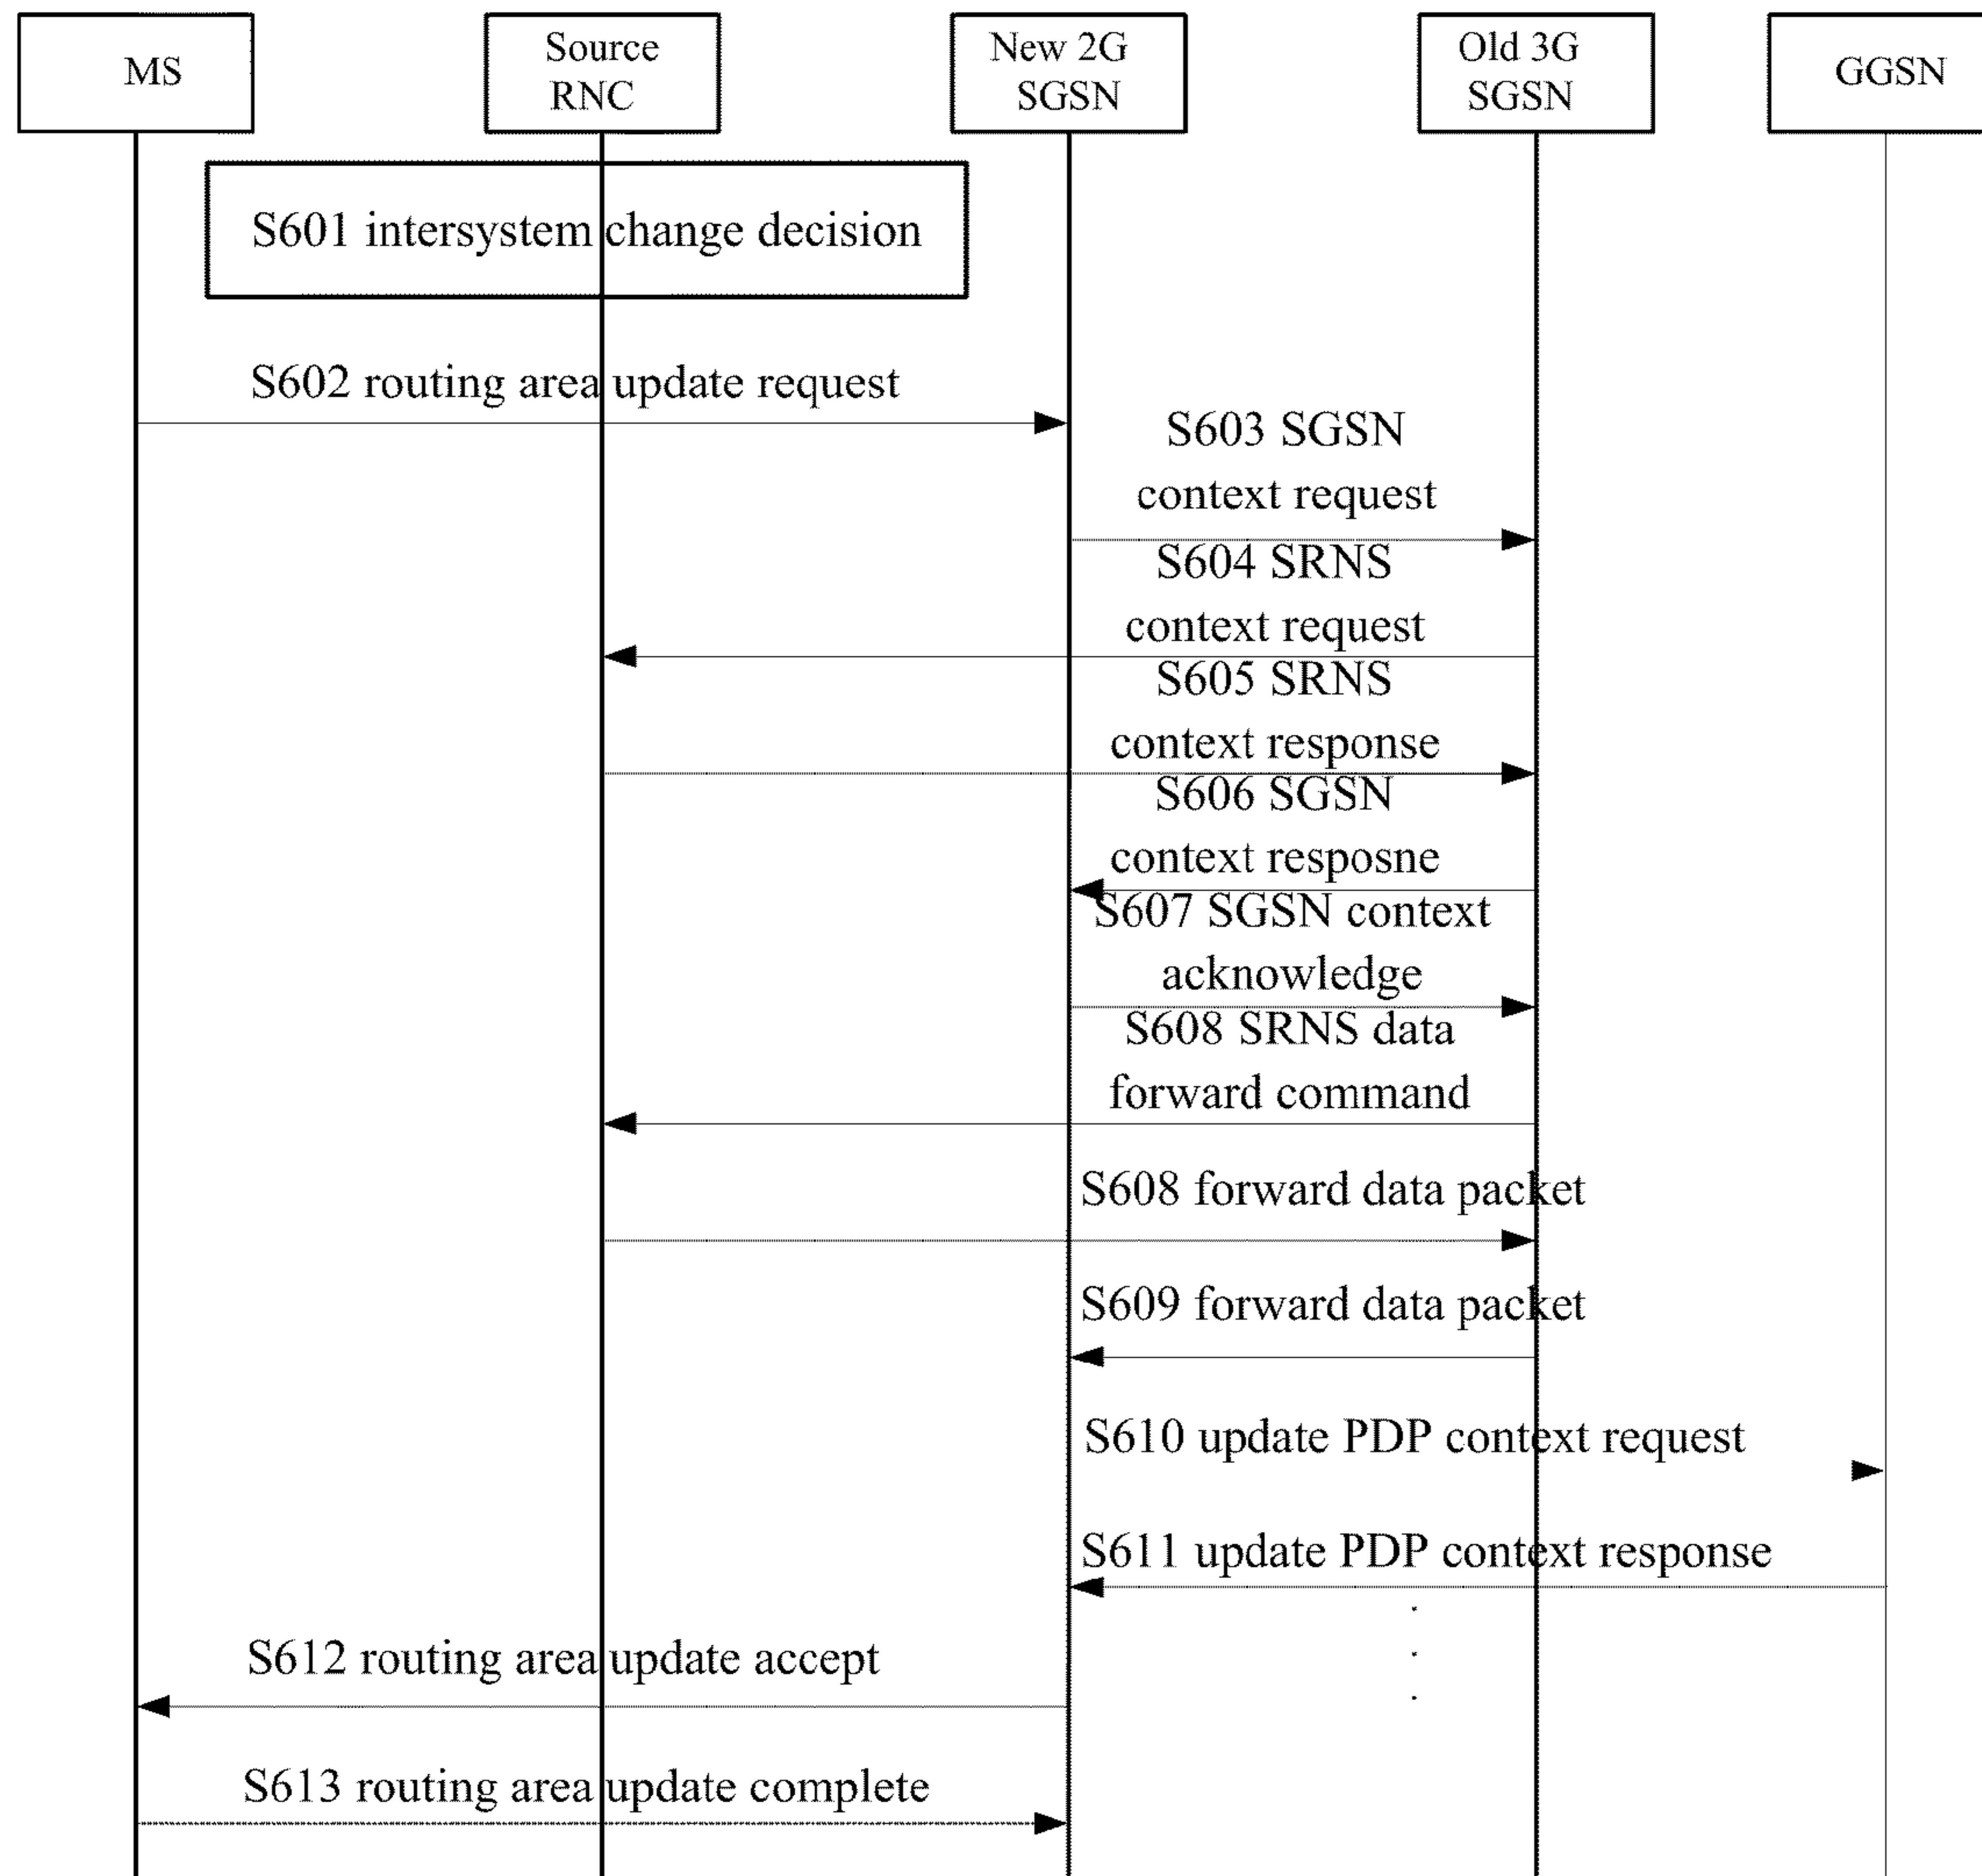 MS
Source
RNC
New 2G
SGSN
Old 3G
SGSN
GGSN
S601 intersystem change decision
S602 routing area update request
S603 SGSN
context request
S604 SRNS
context request
S605 SRNS
context response
S606 SGSN
context resposne
S607 SGSN context
acknowledge
S608 SRNS data
forward command
S608 forward data packet
S609 forward data packet
S610 update PDP context request
S611 update PDP context response
S612 routing area update accept
S613 routing area update complete